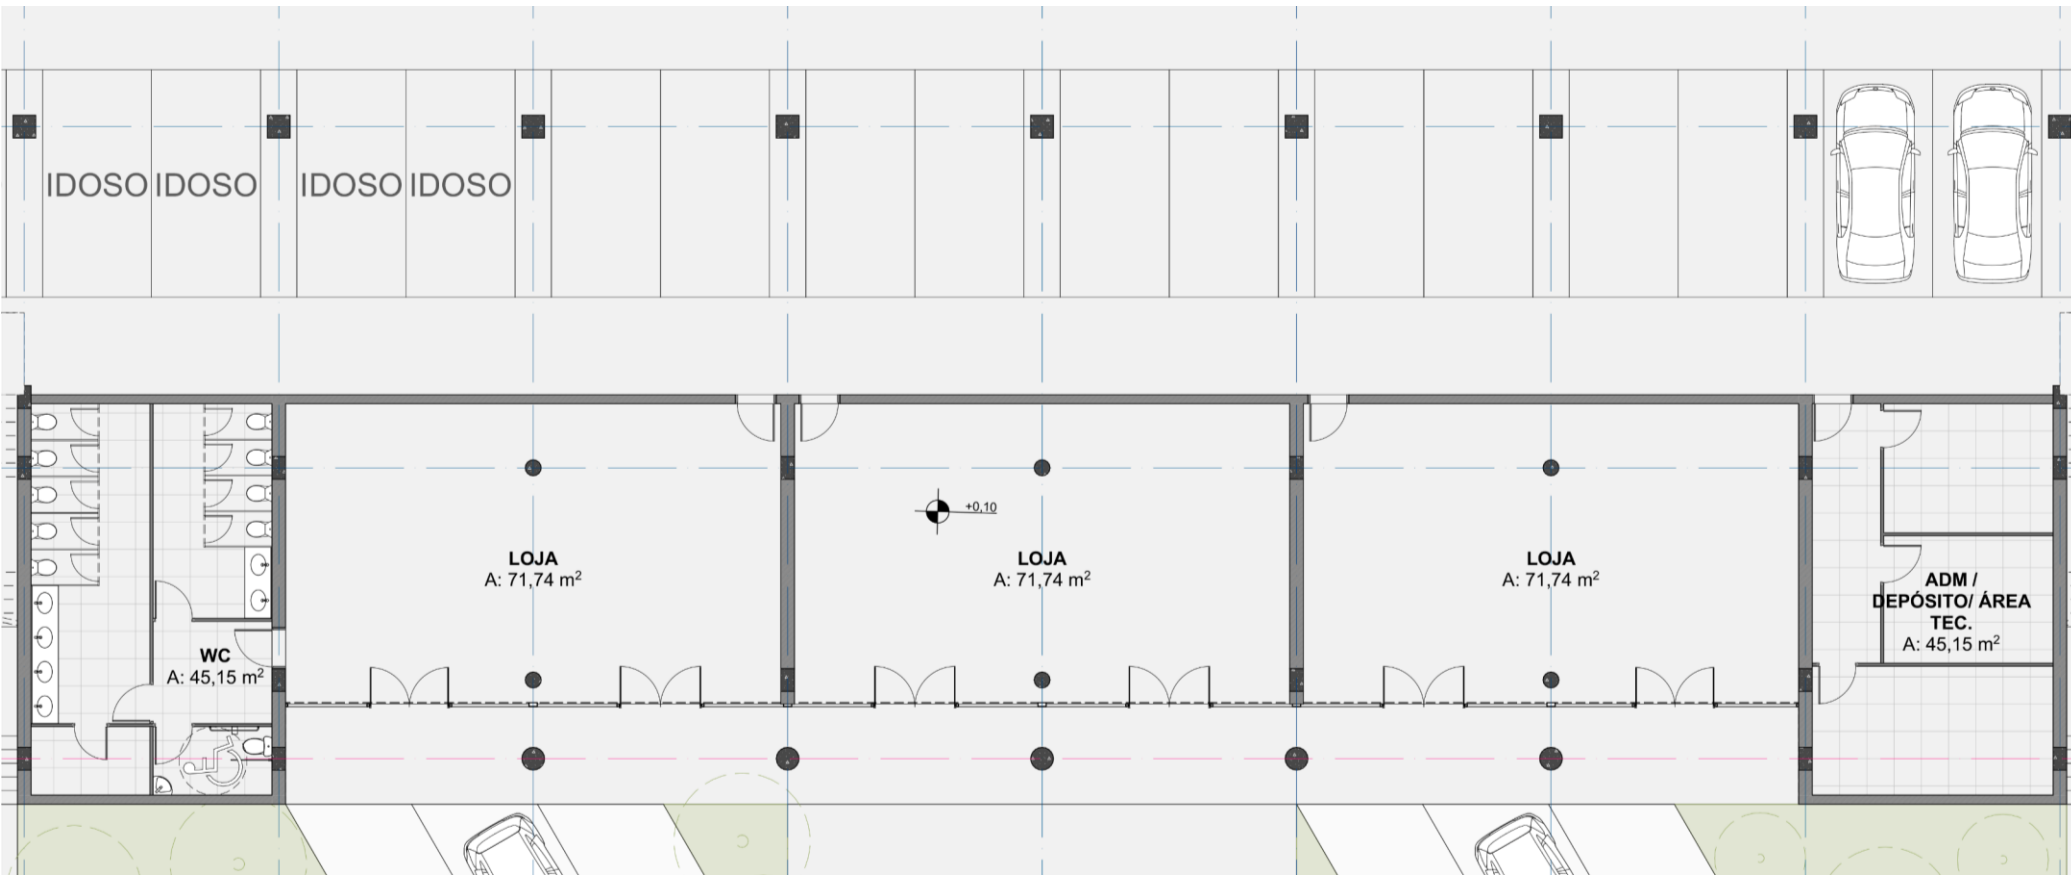 IDOSO IDOSO IDOSO IDOSO
+0,10
LOJA
A: 71,74 m²
LOJA
A: 71,74 m²
LOJA
A: 71,74 m²
ADM /
DEPÓSITO/ ÁREA
TEC.
A: 45,15 m²
WC
A: 45,15 m²